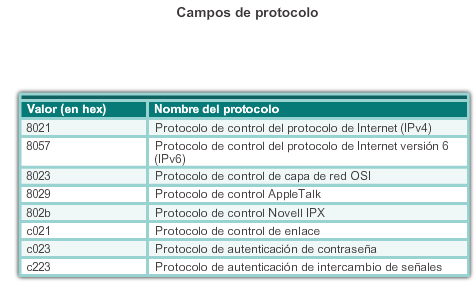 Campos de protocolo
Valor (en hex) Nombre del protocolo
8021 Protocolo de control del protocolo de Internet (IPv4)
8057 Protocolo de control del protocolo de Internet versión 6
(IPv6)
8023 Protocolo de control de capa de red OSI
8029 Protocolo de control AppleTalk
802b Protocolo de control Novell IPX
c021 Protocolo de control de enlace
c023 Protocolo de autenticación de contraseña
c223 Protocolo de autenticación de intercambio de señales